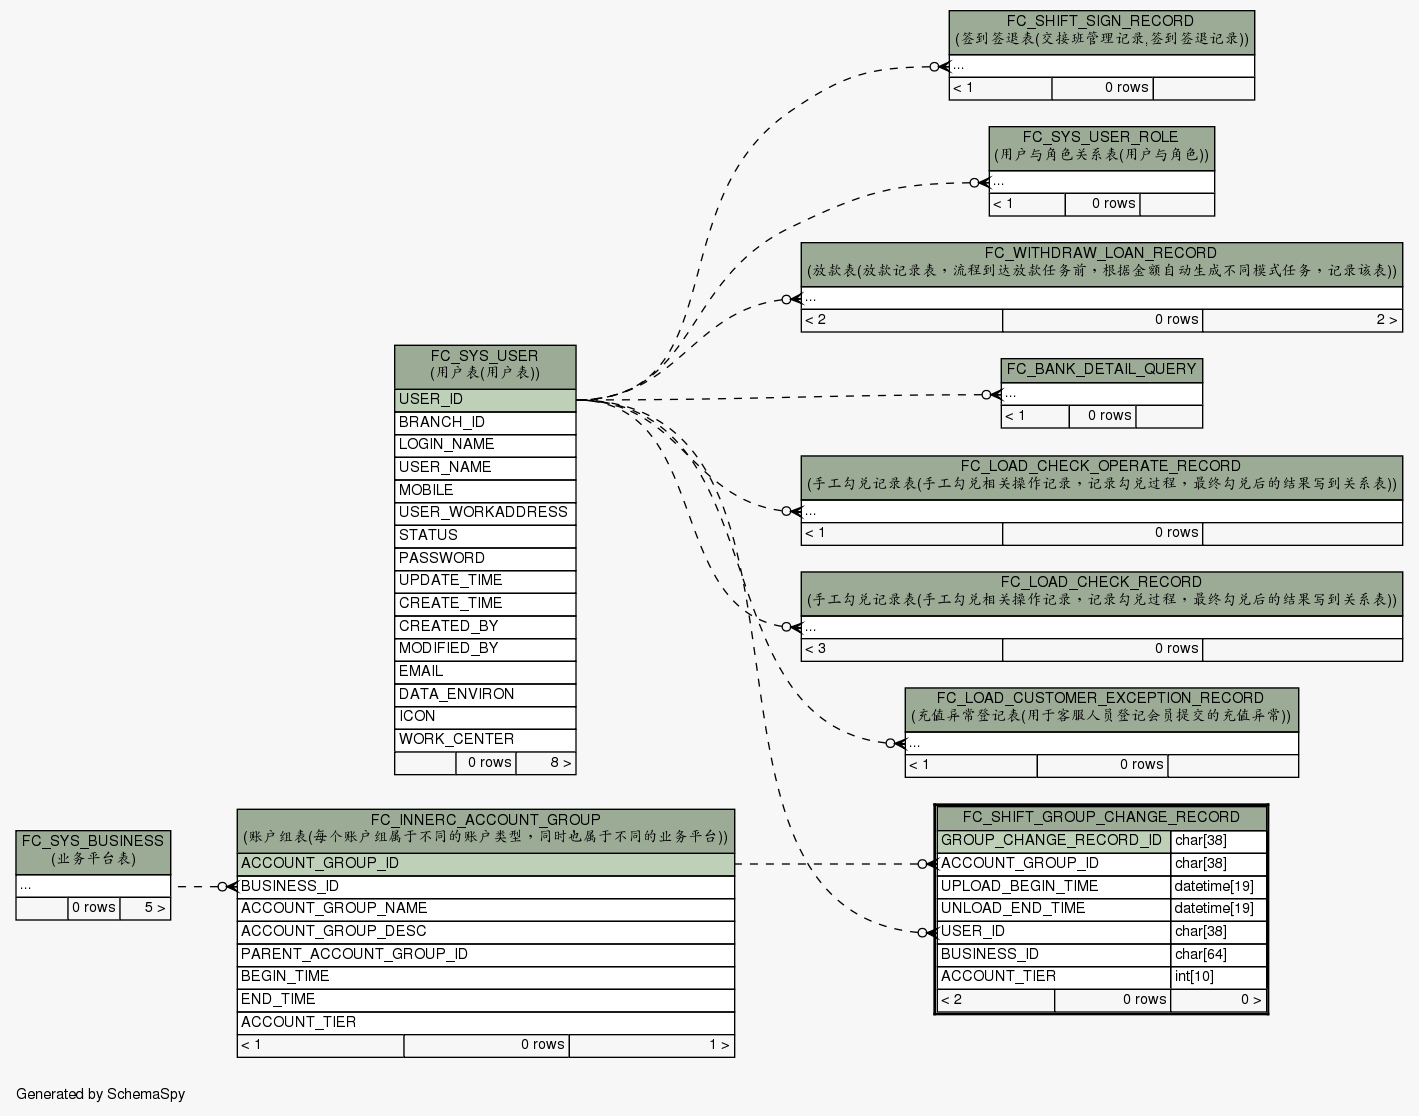 FC_SHIFT_SIGN_RECORD
(签到签退表(交接班管理记录,签到签退记录))
...
< 1 0 rows
FC_SYS_USER_ROLE
(用户与角色关系表(用户与角色))
...
< 1 0 rows
FC_WITHDRAW_LOAN_RECORD
(放款表(放款记录表，流程到达放款任务前，根据金额自动生成不同模式任务，记录该表))
...
< 2 0 rows 2 >
FC_SYS_USER
(用户表(用户表))
USER_ID
BRANCH_ID
LOGIN_NAME
USER_NAME
MOBILE
USER_WORKADDRESS
STATUS
PASSWORD
UPDATE_TIME
CREATE_TIME
CREATED_BY
MODIFIED_BY
EMAIL
DATA_ENVIRON
ICON
WORK_CENTER
0 rows 8 >
FC_BANK_DETAIL_QUERY
...
< 1 0 rows
FC_LOAD_CHECK_OPERATE_RECORD
(手工勾兑记录表(手工勾兑相关操作记录，记录勾兑过程，最终勾兑后的结果写到关系表))
...
< 1 0 rows
FC_LOAD_CHECK_RECORD
(手工勾兑记录表(手工勾兑相关操作记录，记录勾兑过程，最终勾兑后的结果写到关系表))
...
< 3 0 rows
FC_LOAD_CUSTOMER_EXCEPTION_RECORD
(充值异常登记表(用于客服人员登记会员提交的充值异常))
...
< 1 0 rows
FC_SYS_BUSINESS
(业务平台表)
...
0 rows 5 >
FC_INNERC_ACCOUNT_GROUP
(账户组表(每个账户组属于不同的账户类型，同时也属于不同的业务平台))
ACCOUNT_GROUP_ID
BUSINESS_ID
ACCOUNT_GROUP_NAME
ACCOUNT_GROUP_DESC
PARENT_ACCOUNT_GROUP_ID
BEGIN_TIME
END_TIME
ACCOUNT_TIER
< 1 0 rows 1 >
FC_SHIFT_GROUP_CHANGE_RECORD
GROUP_CHANGE_RECORD_ID char[38]
ACCOUNT_GROUP_ID char[38]
UPLOAD_BEGIN_TIME datetime[19]
UNLOAD_END_TIME datetime[19]
USER_ID char[38]
BUSINESS_ID char[64]
ACCOUNT_TIER int[10]
< 2 0 rows 0 >
Generated by SchemaSpy